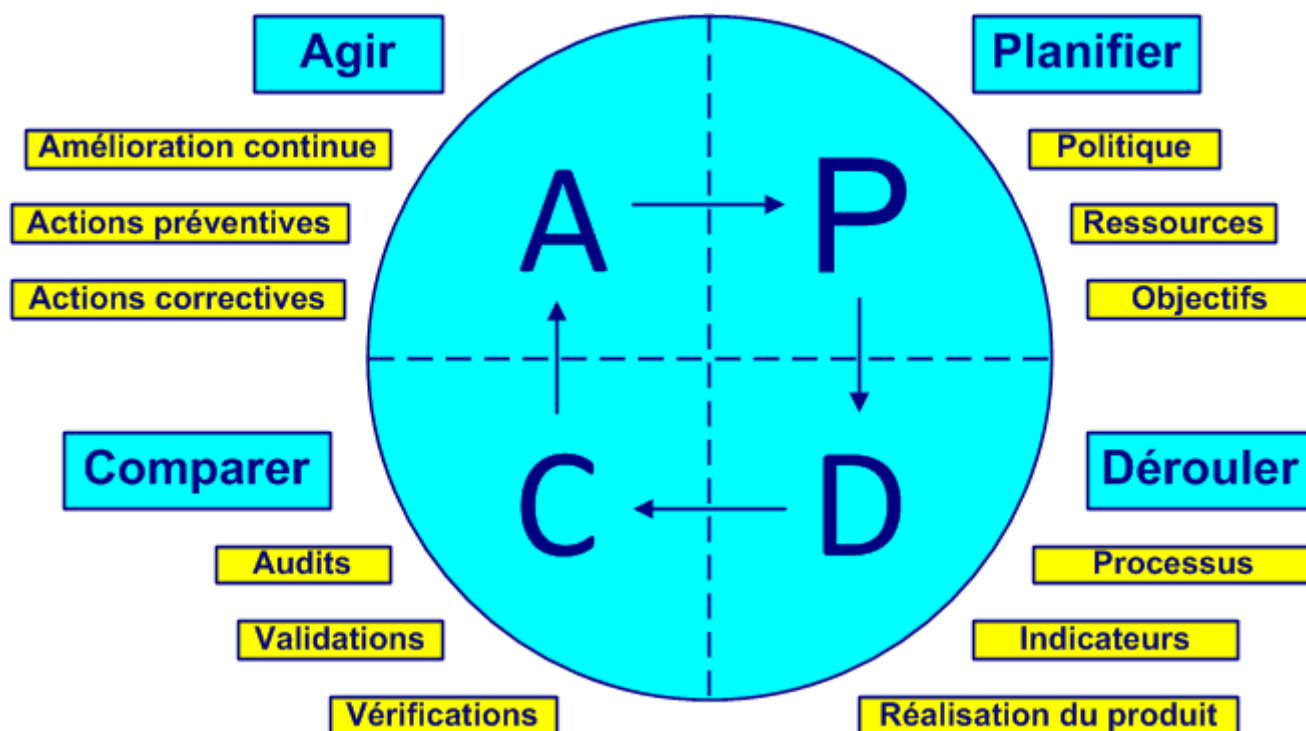 Agir
Planifier
Amélioration continue
Politique
Actions préventives
Ressources
Actions correctives
Objectifs
A
P
C
D
Comparer
Dérouler
Audits
Processus
Validations
Indicateurs
Vérifications
Réalisation du produit